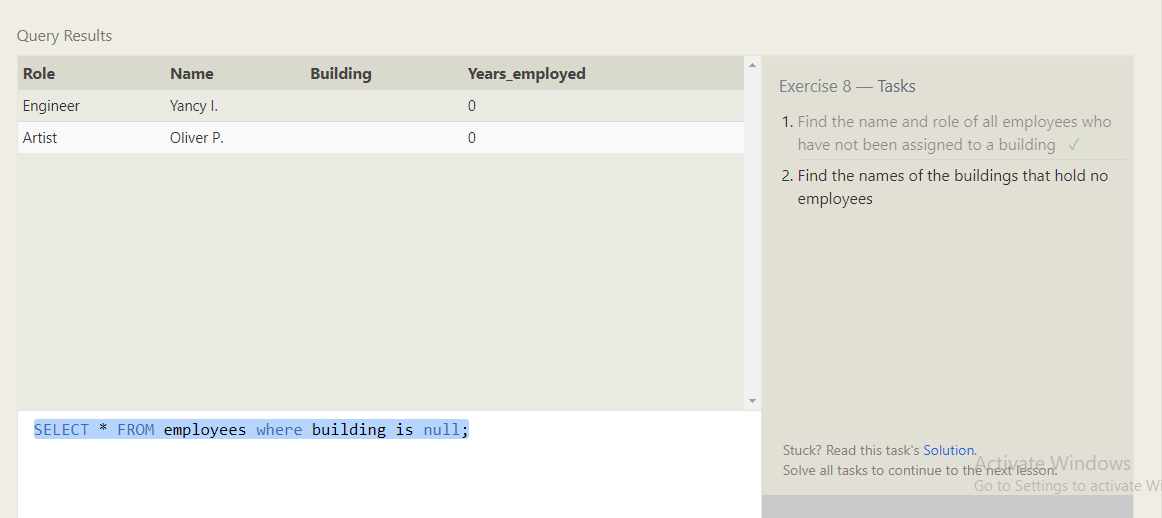 Query Results
Role Name Building Years_employed
Engineer Yancy I. 0
Artist Oliver P. 0
SELECT * FROM employees where building is null;
Exercise 8 — Tasks
1. Find the name and role of all employees who
have not been assigned to a building ✓
2. Find the names of the buildings that hold no
employees
Stuck? Read this task's Solution.
Solve all tasks to continue to the next lesson.
Activate Windows
Go to Settings to activate Wi